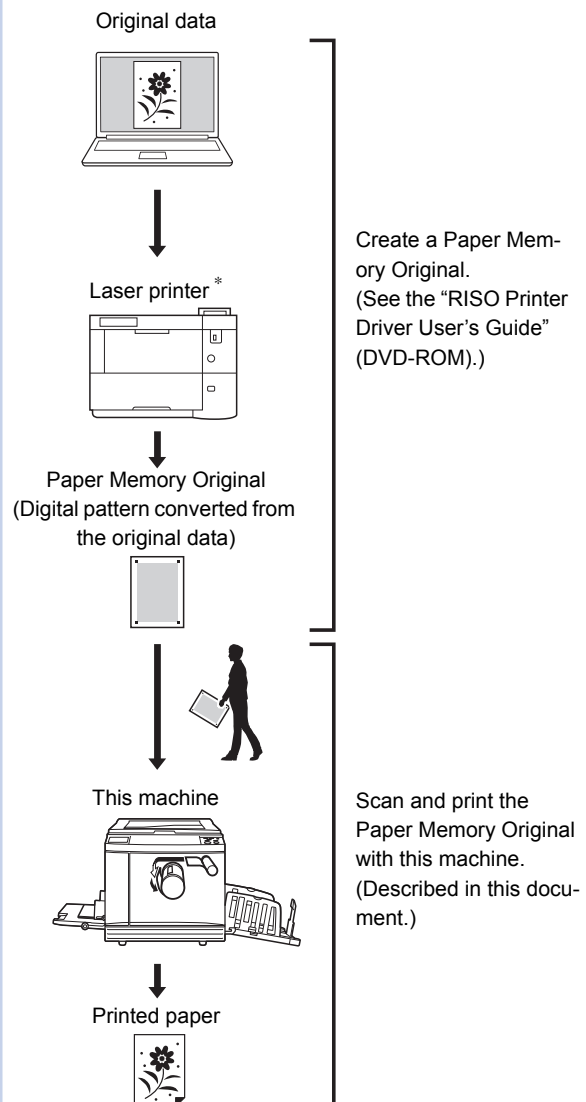 Original data
Laser printer *
Create a Paper Mem-
ory Original.
(See the “RISO Printer
Driver User’s Guide”
(DVD-ROM).)
Paper Memory Original
(Digital pattern converted from
the original data)
This machine
Scan and print the
Paper Memory Original
with this machine.
(Described in this docu-
ment.)
Printed paper